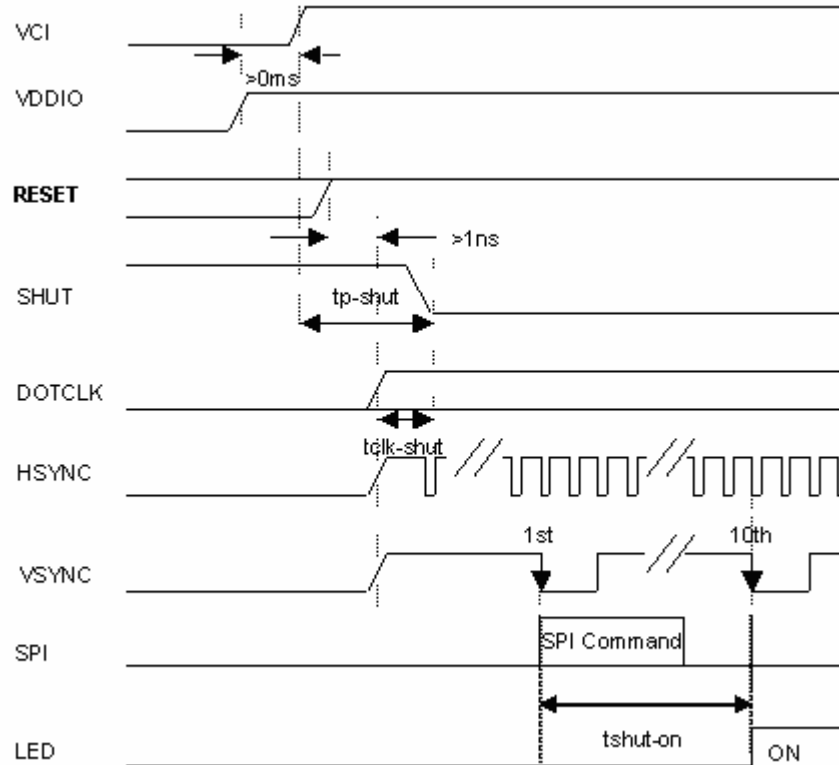 VCI
>0ms
VDDIO
RESET
>1ns
SHUT
tp-shut
DOTCLK
tclk-shut
HSYNC
1st
10th
VSYNC
SPI
SPI Command
tshut-on
LED
ON